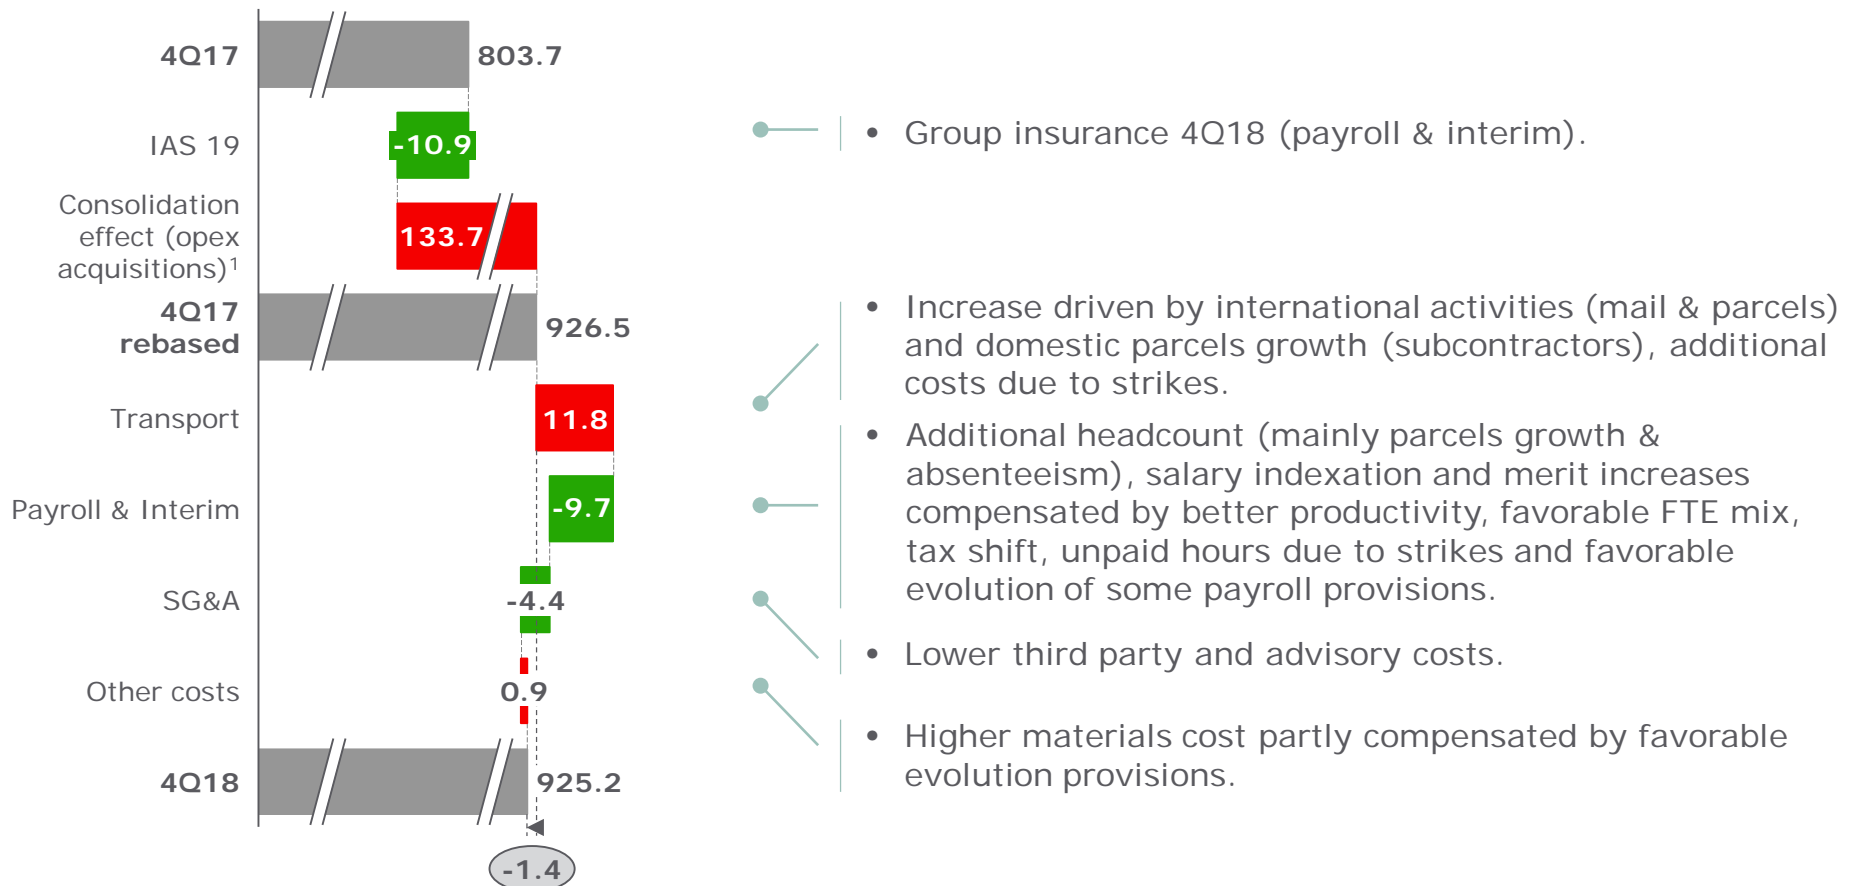 4Q17
803.7
IAS 19
-10.9
• Group insurance 4Q18 (payroll & interim).
Consolidation
effect (opex
acquisitions)¹
133.7
4Q17
rebased
926.5
• Increase driven by international activities (mail & parcels)
and domestic parcels growth (subcontractors), additional
costs due to strikes.
Transport
11.8
• Additional headcount (mainly parcels growth &
absenteeism), salary indexation and merit increases
compensated by better productivity, favorable FTE mix,
tax shift, unpaid hours due to strikes and favorable
evolution of some payroll provisions.
Payroll & Interim
-9.7
SG&A
-4.4
• Lower third party and advisory costs.
Other costs
0.9
• Higher materials cost partly compensated by favorable
evolution provisions.
4Q18
925.2
-1.4